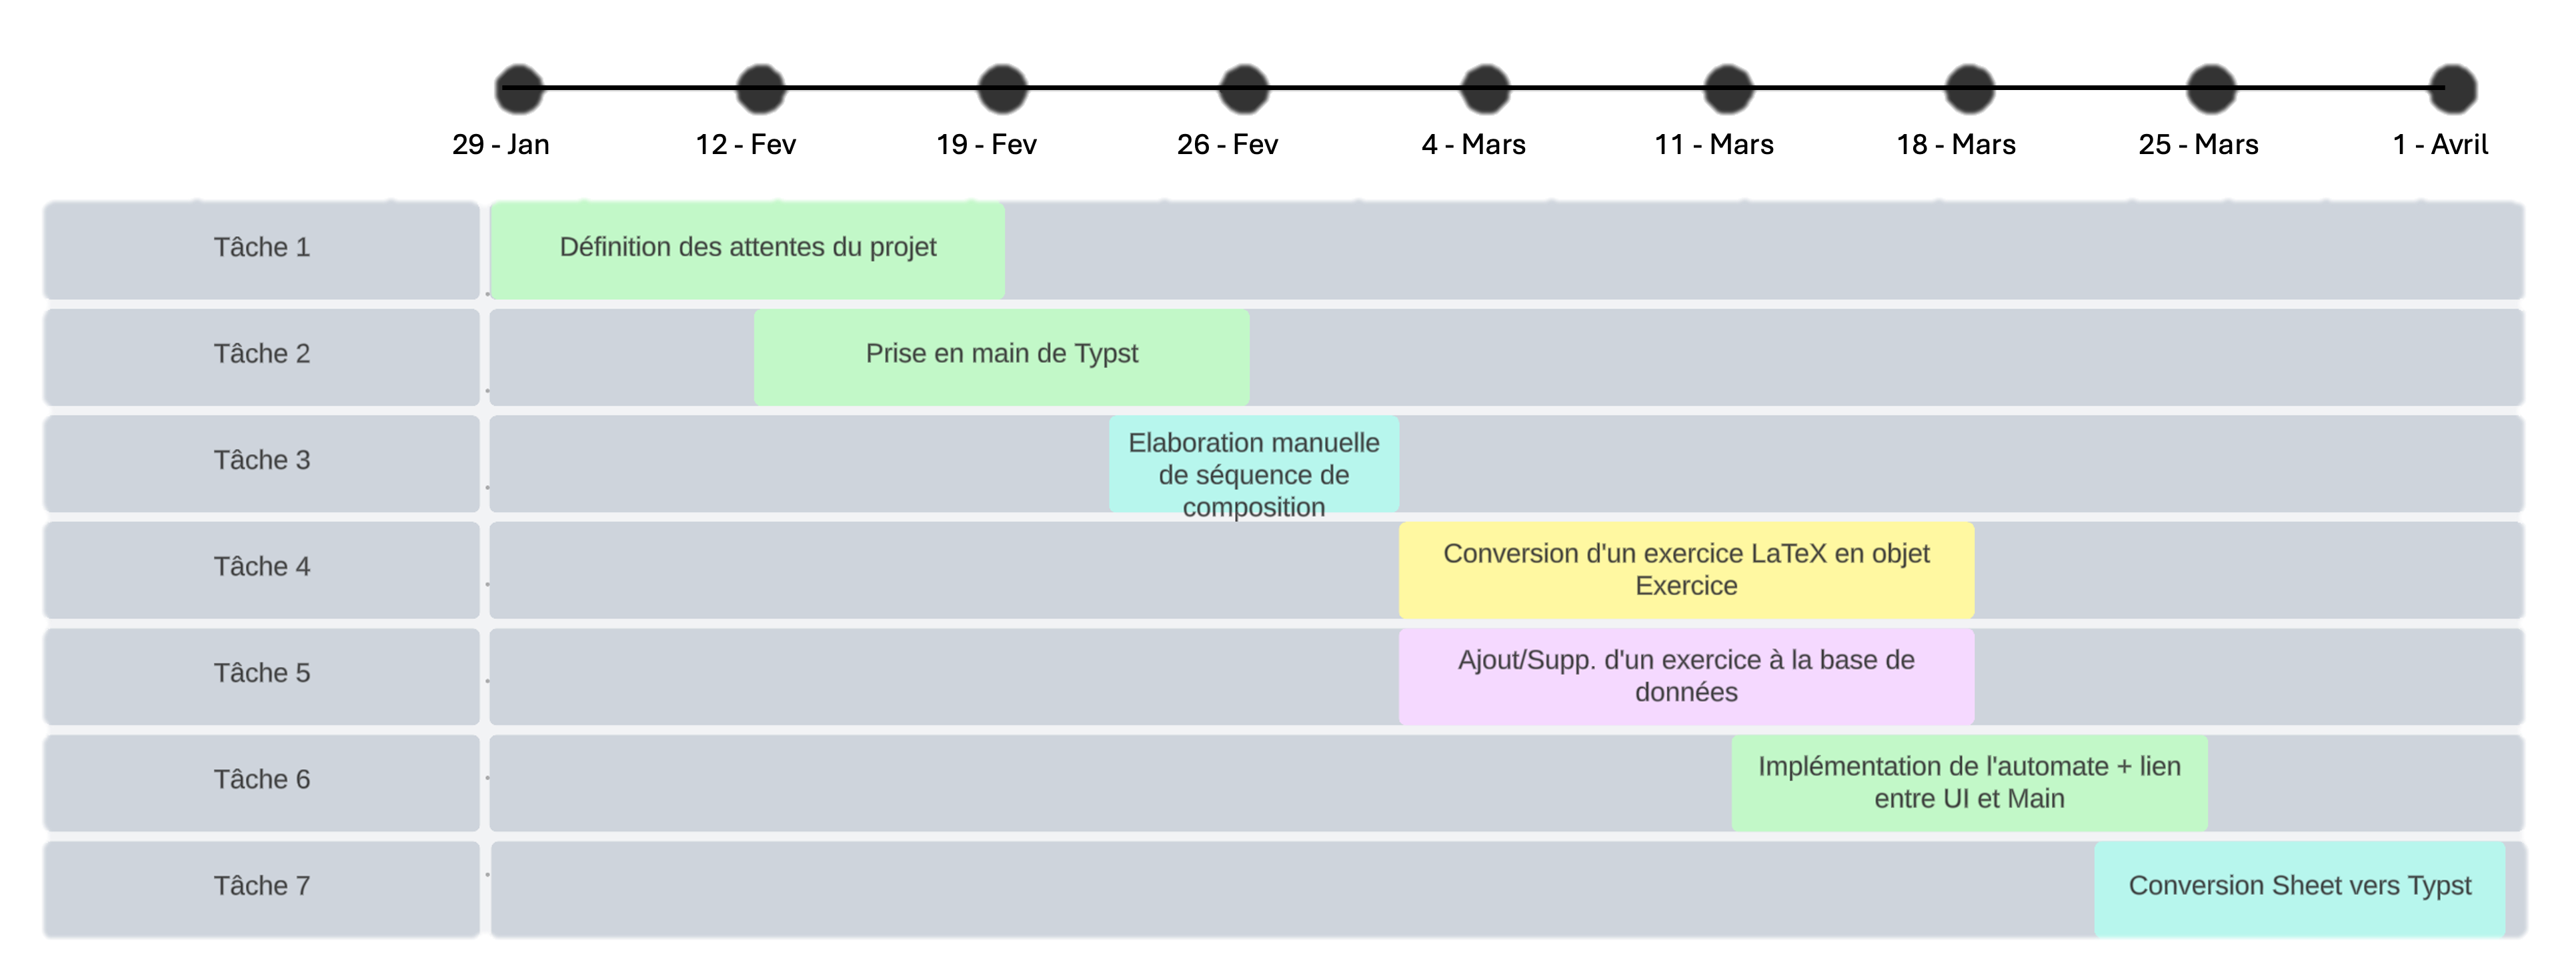 29 - Jan
12 - Fev
19 - Fev
26 - Fev
4 - Mars
11 - Mars
18 - Mars
25 - Mars
1 - Avril
Tâche 1
Définition des attentes du projet
Tâche 2
Prise en main de Typst
Tâche 3
Elaboration manuelle
de séquence de
composition
Tâche 4
Conversion d'un exercice LaTeX en objet
Exercice
Tâche 5
Ajout/Supp. d'un exercice à la base de
données
Tâche 6
Implémentation de l'automate + lien
entre UI et Main
Tâche 7
Conversion Sheet vers Typst